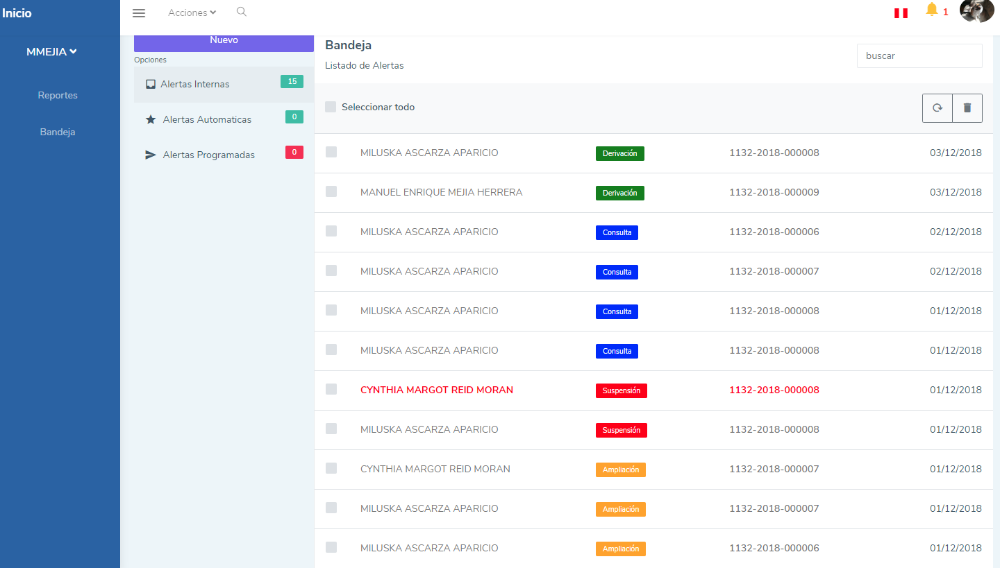 Inicio
Acciones
1
MMEJIA
Reportes
Bandeja
Nuevo
Opciones
Alertas Internas 15
Alertas Automaticas 0
Alertas Programadas 0
Bandeja
Listado de Alertas
buscar
Seleccionar todo
MILUSKA ASCARZA APARICIO Derivación 1132-2018-000008 03/12/2018
MANUEL ENRIQUE MEJIA HERRERA Derivación 1132-2018-000009 03/12/2018
MILUSKA ASCARZA APARICIO Consulta 1132-2018-000006 02/12/2018
MILUSKA ASCARZA APARICIO Consulta 1132-2018-000007 02/12/2018
MILUSKA ASCARZA APARICIO Consulta 1132-2018-000008 01/12/2018
MILUSKA ASCARZA APARICIO Consulta 1132-2018-000008 01/12/2018
CYNTHIA MARGOT REID MORAN Suspensión 1132-2018-000008 01/12/2018
MILUSKA ASCARZA APARICIO Suspensión 1132-2018-000008 01/12/2018
CYNTHIA MARGOT REID MORAN Ampliación 1132-2018-000007 01/12/2018
MILUSKA ASCARZA APARICIO Ampliación 1132-2018-000007 01/12/2018
MILUSKA ASCARZA APARICIO Ampliación 1132-2018-000006 01/12/2018